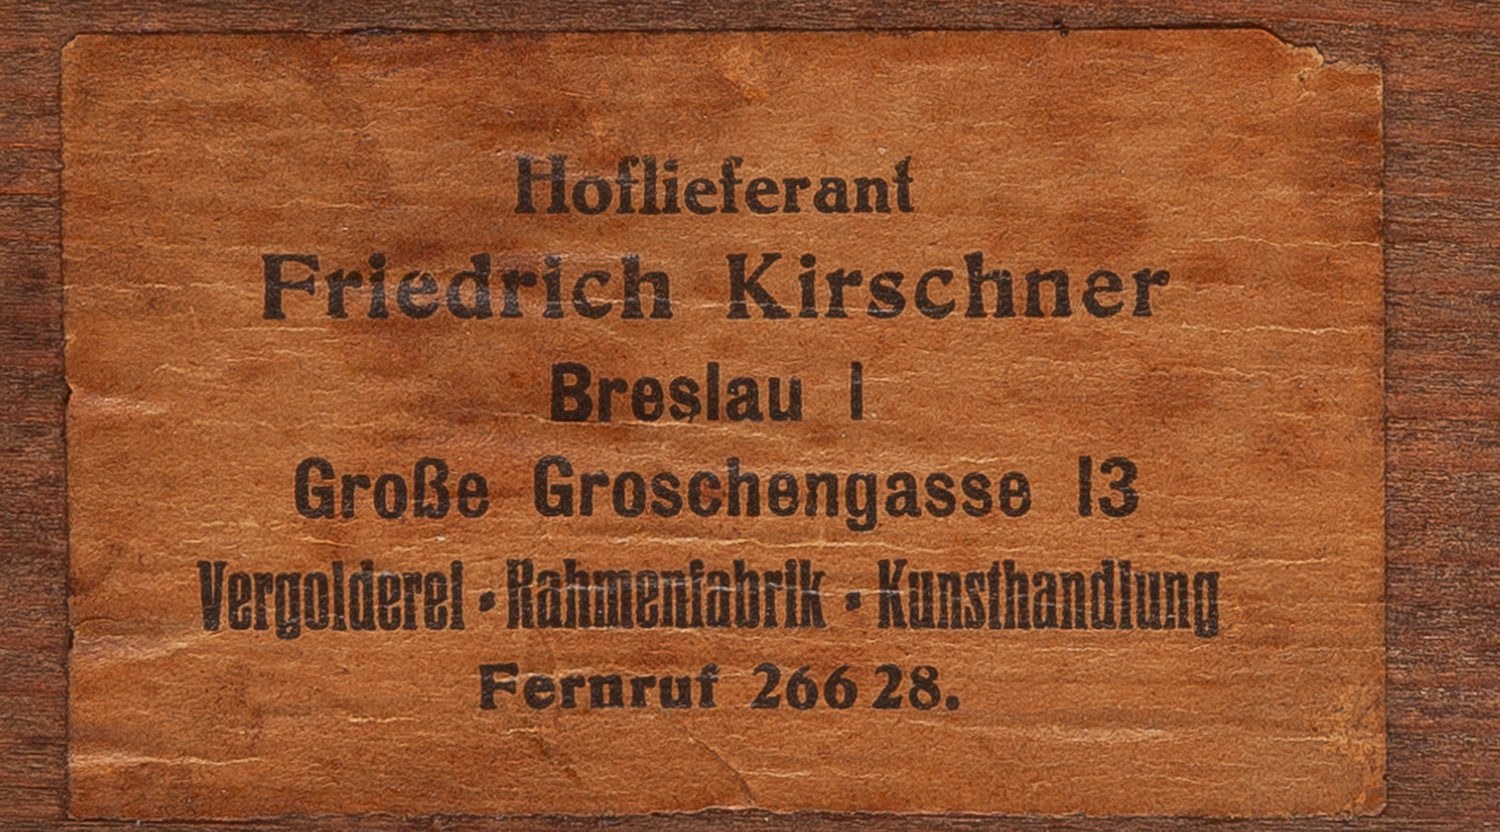 Hoflieferant
Friedrich Kirschner
Breslau I
Große Groschengasse 13
Vergolderei · Rahmenfabrik · Kunsthandlung
Fernruf 266 28.